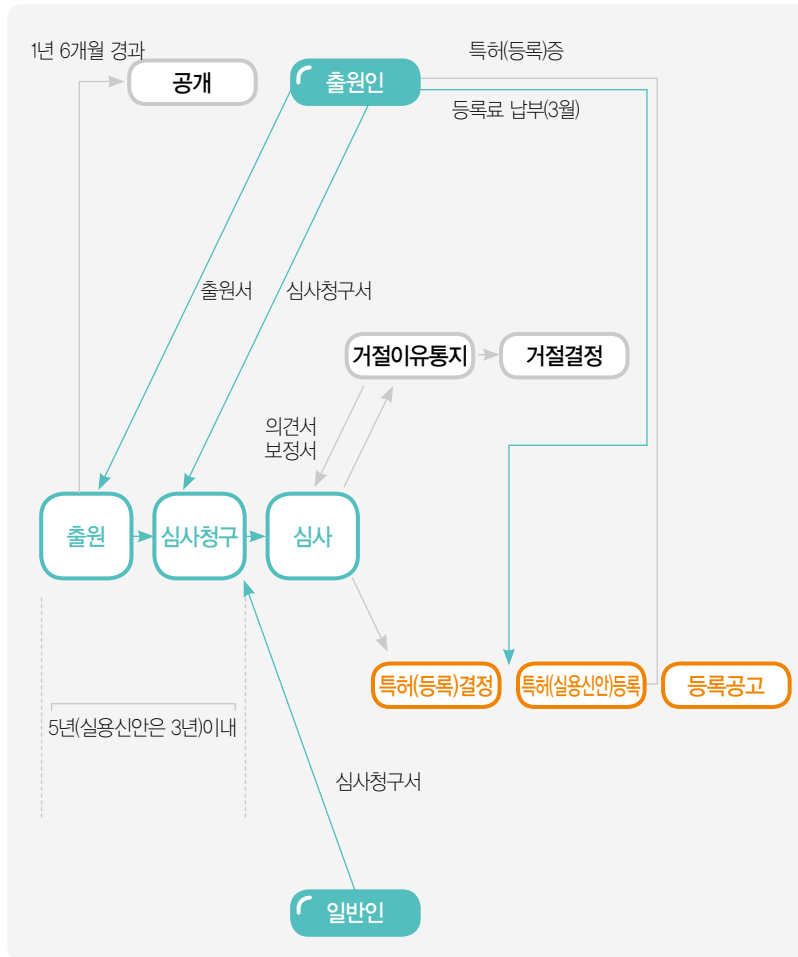 1년 6개월 경과
특허(등록)증
공개
출원인
등록료 납부(3월)
출원서
심사청구서
거절이유통지
거절결정
의견서
보정서
출원
심사청구
심사
특허(등록)결정
특허(실용신안)등록
등록공고
5년(실용신안은 3년)이내
심사청구서
일반인